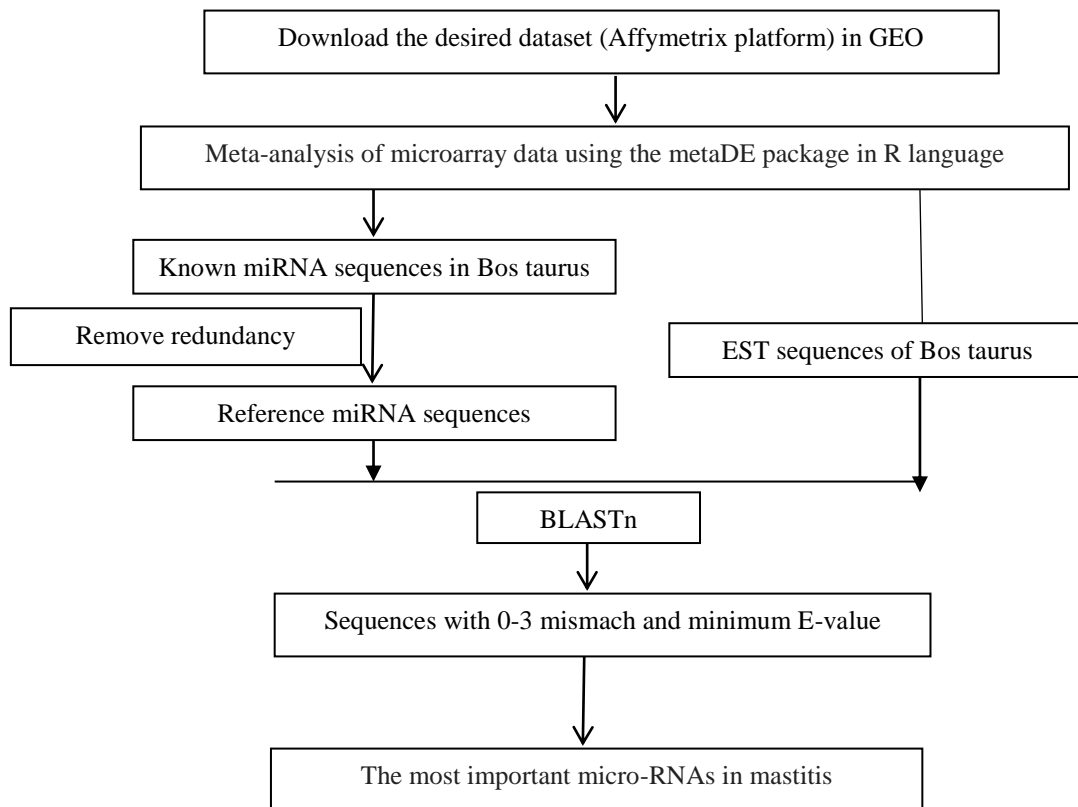 Download the desired dataset (Affymetrix platform) in GEO
Meta-analysis of microarray data using the metaDE package in R language
Known miRNA sequences in Bos taurus
Remove redundancy
EST sequences of Bos taurus
Reference miRNA sequences
BLASTn
Sequences with 0-3 mismach and minimum E-value
The most important micro-RNAs in mastitis